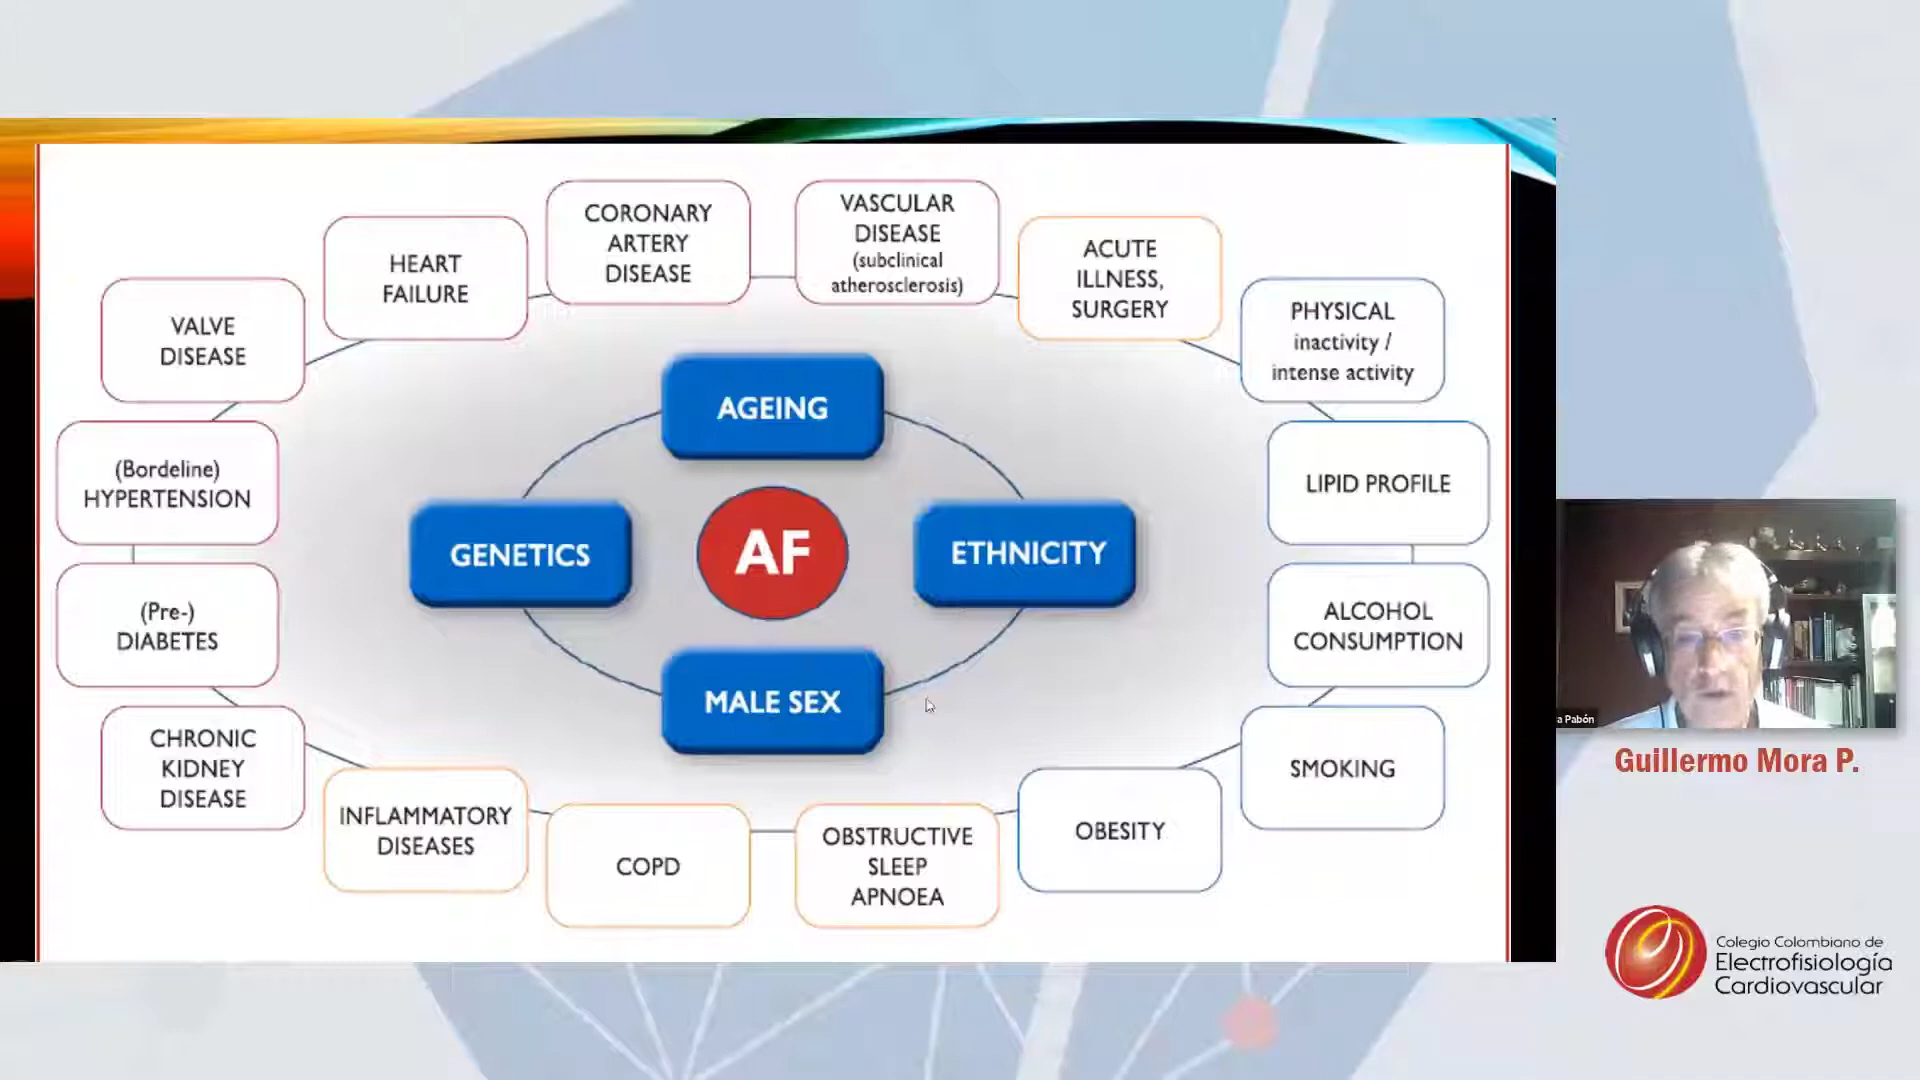 CORONARY
ARTERY
DISEASE
VASCULAR
DISEASE
(subclinical
atherosclerosis)
HEART
FAILURE
ACUTE
ILLNESS,
SURGERY
VALVE
DISEASE
PHYSICAL
inactivity /
intense activity
AGEING
(Bordeline)
HYPERTENSION
LIPID PROFILE
GENETICS
AF
ETHNICITY
(Pre-)
DIABETES
ALCOHOL
CONSUMPTION
MALE SEX
CHRONIC
KIDNEY
DISEASE
SMOKING
INFLAMMATORY
DISEASES
COPD
OBSTRUCTIVE
SLEEP
APNOEA
OBESITY
a Pabón
Guillermo Mora P.
Colegio Colombiano de
Electrofisiología
Cardiovascular